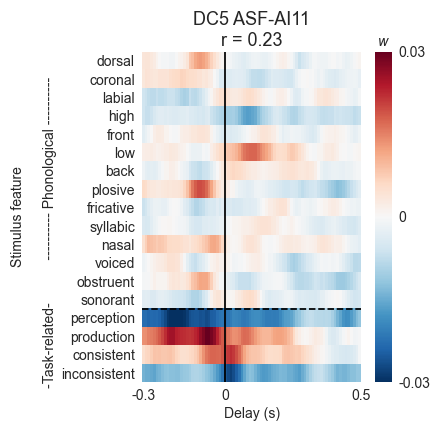 DC5 ASF-AI11
r = 0.23
w
dorsal
coronal
labial
high
front
low
back
plosive
fricative
syllabic
nasal
voiced
obstruent
sonorant
perception
production
consistent
inconsistent
Stimulus feature
-Task-related- ---------- Phonological ----------
0.03
0
-0.03
-0.3
0
0.5
Delay (s)